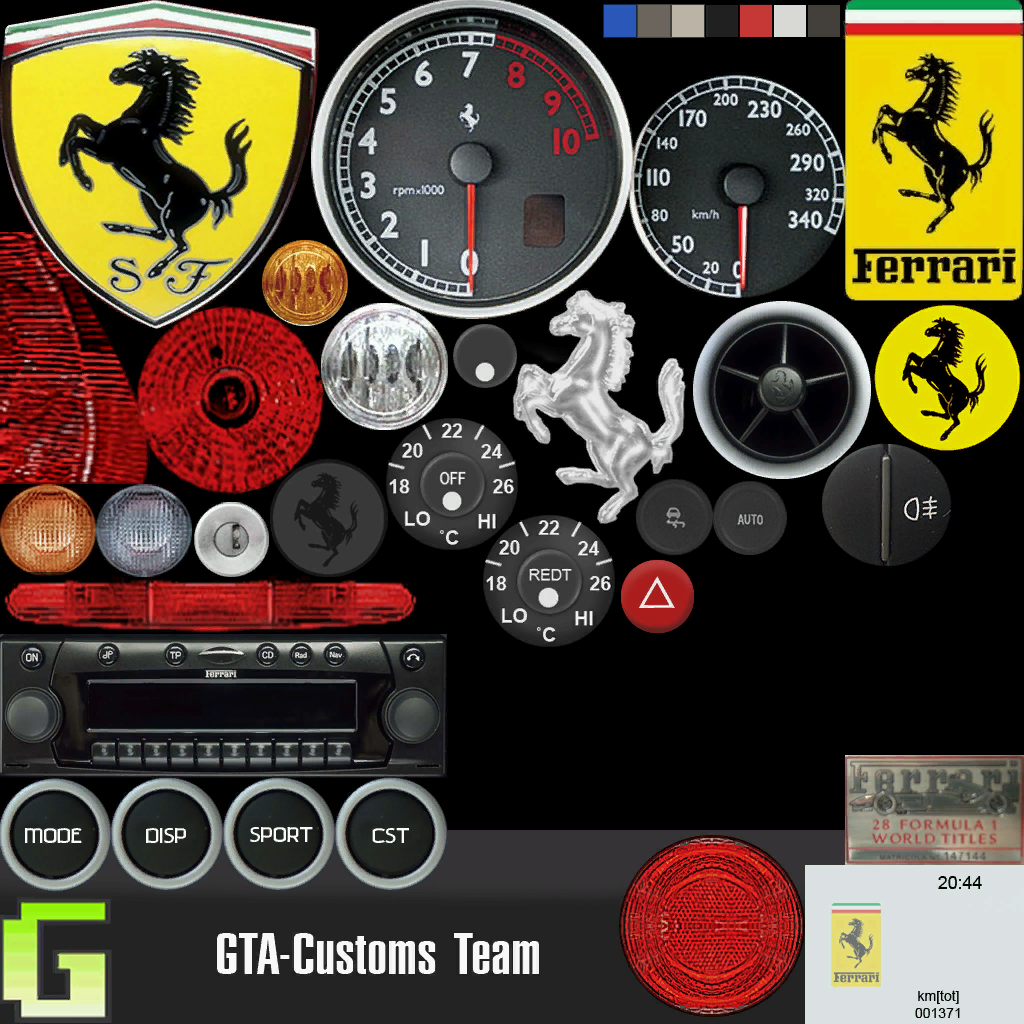 S F
7
6
8
5
9
4
10
3
rpm x1000
2
1
0
200
230
170
260
140
290
110
320
80
km/h
340
50
20
0
Ferrari
22
20
24
OFF
18
26
LO
HI
°C
22
20
24
REDT
18
26
LO
HI
°C
AUTO
ON
TP
CD
Rad
Nav
Ferrari
MODE
DISP
SPORT
CST
Ferrari
28 FORMULA 1
WORLD TITLES
14/144
20:44
Ferrari
km[tot]
001371
G
GTA-Customs Team